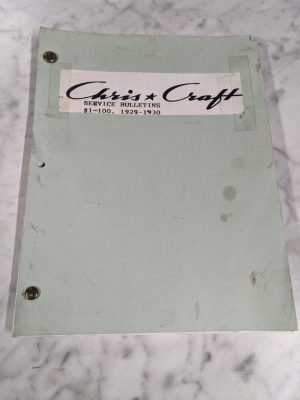 Chris★Craft
SERVICE BULLETINS
#1-100, 1929-1930